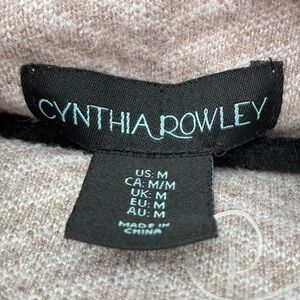 CYNTHIA ROWLEY
US: M
CA: M/M
UK: M
EU: M
AU: M
MADE IN
CHINA